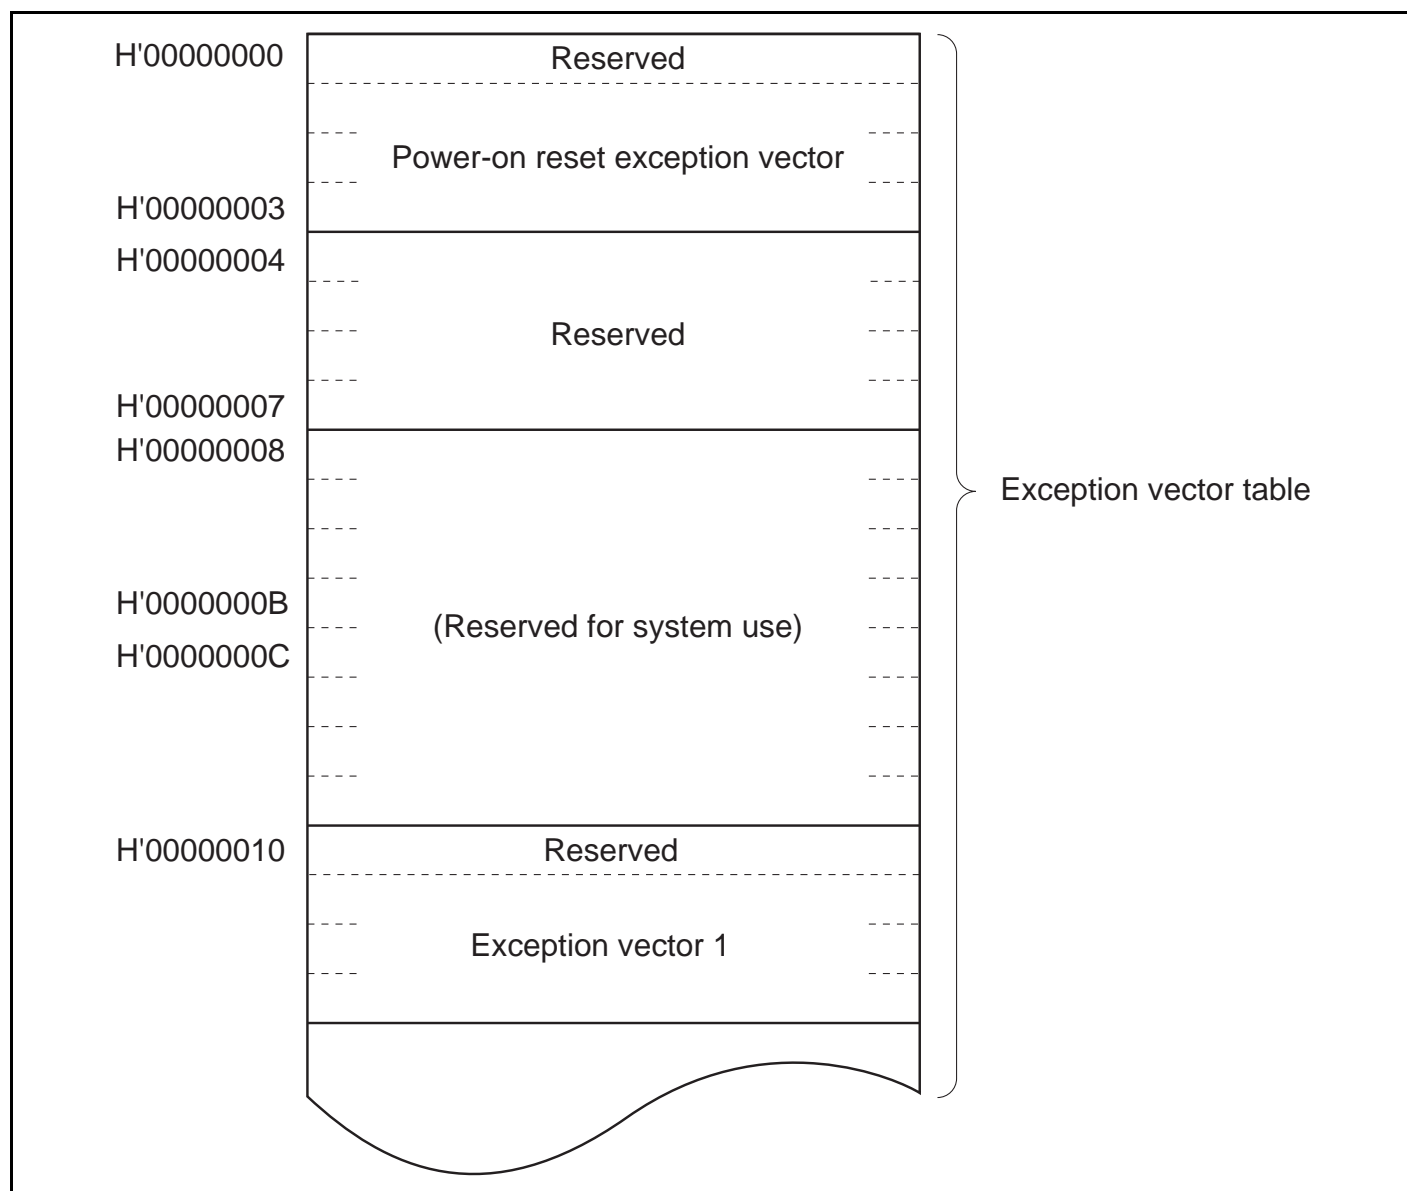 H'00000000
Reserved
Power-on reset exception vector
H'00000003
H'00000004
Reserved
H'00000007
H'00000008
Exception vector table
H'0000000B
(Reserved for system use)
H'0000000C
H'00000010
Reserved
Exception vector 1